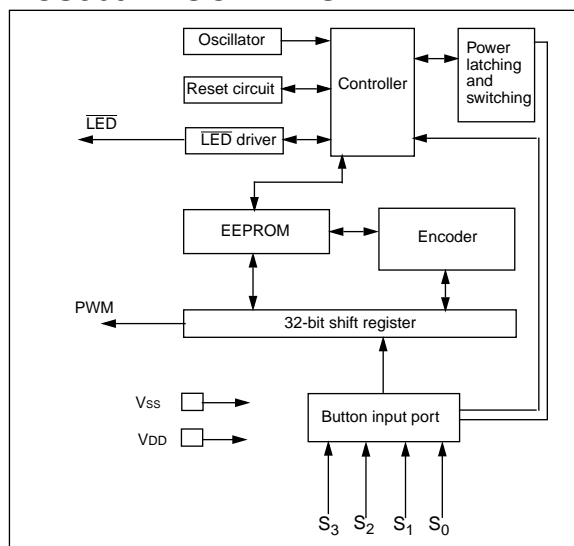 Oscillator
Reset circuit
LED
LED driver
Controller
Power
latching
and
switching
EEPROM
Encoder
PWM
32-bit shift register
VSS
VDD
Button input port
S3
S2
S1
S0